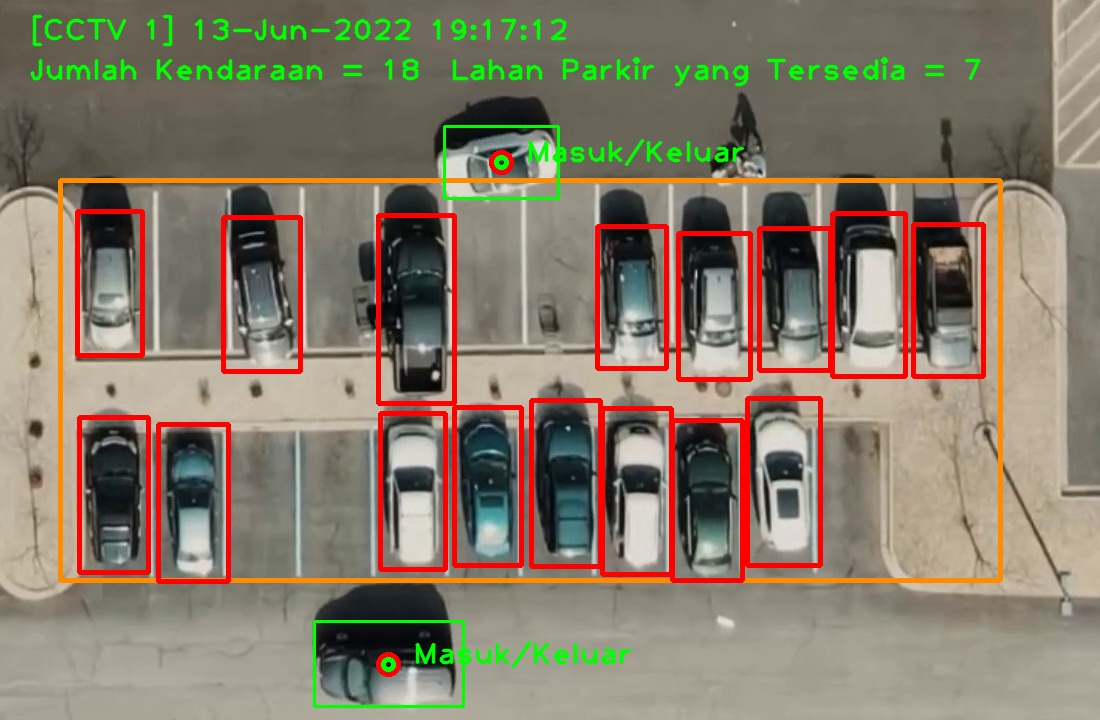 [CCTV 1] 13-Jun-2022 19:17:12
Jumlah Kendaraan = 18 Lahan Parkir yang Tersedia = 7
Masuk/Keluar
Masuk/Keluar